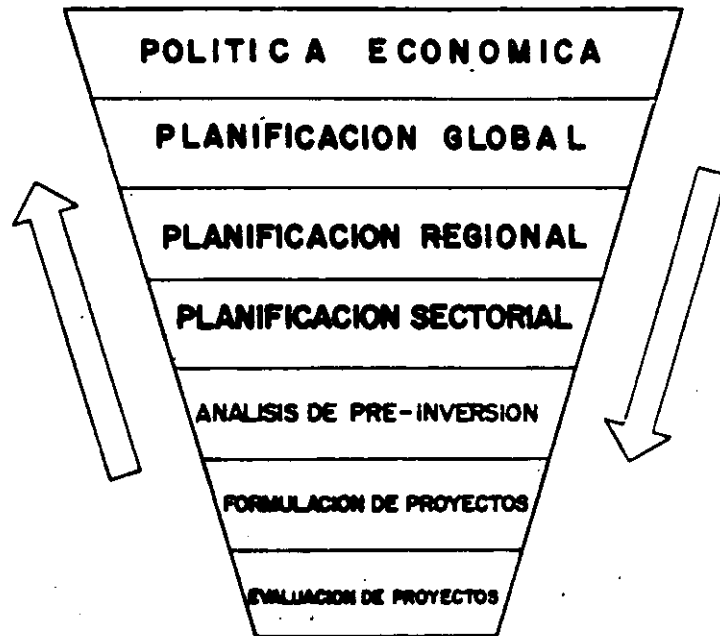 POLITICA ECONOMICA
PLANIFICACION GLOBAL
PLANIFICACION REGIONAL
PLANIFICACION SECTORIAL
ANALISIS DE PRE-INVERSION
FORMULACION DE PROYECTOS
EVALUACION DE PROYECTOS